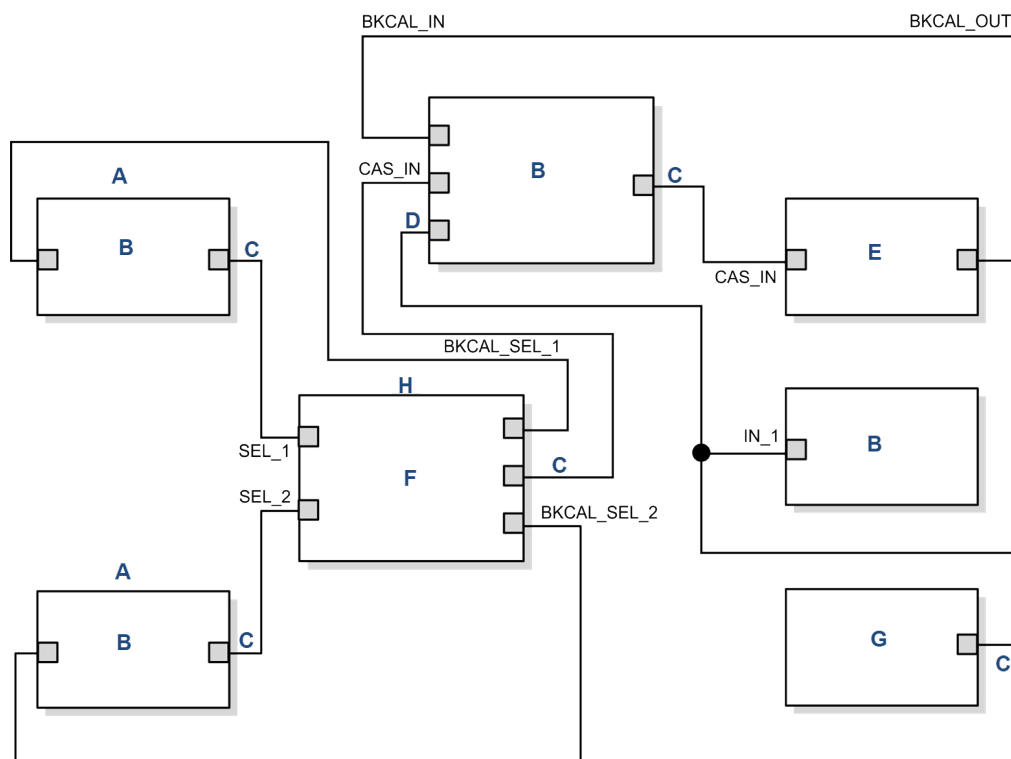 BKCAL_IN
BKCAL_OUT
A
B
C
CAS_IN
D
B
C
CAS_IN
E
BKCAL_SEL_1
H
SEL_1
SEL_2
F
C
BKCAL_SEL_2
IN_1
B
A
B
C
G
C